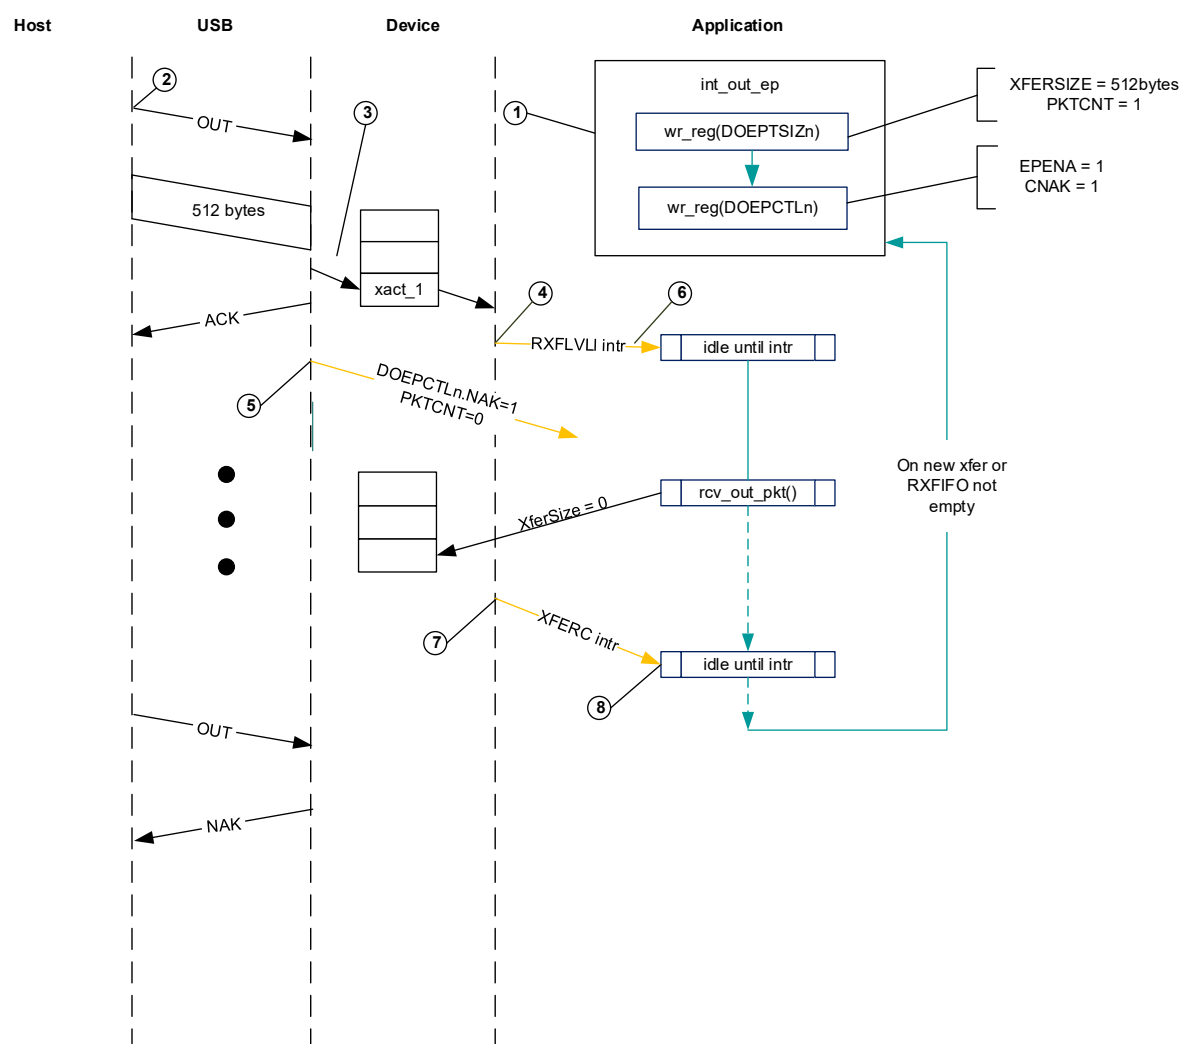 Host
USB
Device
Application
2
OUT
3
1
int_out_ep
wr_reg(DOEPTSIZn)
wr_reg(DOEPCTLn)
XFERSIZE = 512bytes
PKTCNT = 1
EPENA = 1
CNAK = 1
512 bytes
xact_1
ACK
4
6
RXFLVLI intr
idle until intr
5
DOEPCTLn.NAK=1
PKTCNT=0
On new xfer or
RXFIFO not
empty
rcv_out_pkt()
XferSize = 0
7
XFERC intr
idle until intr
8
OUT
NAK